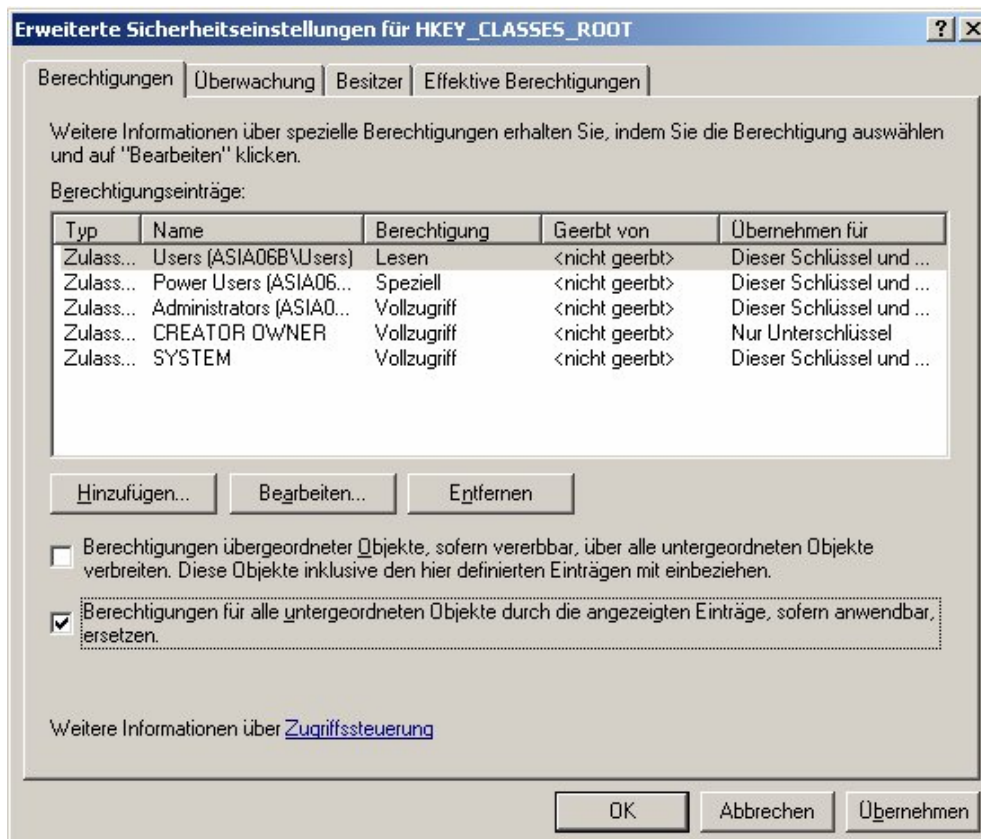 Erweiterte Sicherheitseinstellungen für HKEY_CLASSES_ROOT
Berechtigungen Überwachung Besitzer Effektive Berechtigungen
Weitere Informationen über spezielle Berechtigungen erhalten Sie, indem Sie die Berechtigung auswählen
und auf "Bearbeiten" klicken.
Berechtigungseinträge:
Typ Name Berechtigung Geerbt von Übernehmen für
Zulass... Users (ASIA06B\Users) Lesen <nicht geerbt> Dieser Schlüssel und ...
Zulass... Power Users (ASIA06... Speziell <nicht geerbt> Dieser Schlüssel und ...
Zulass... Administrators (ASIA0... Vollzugriff <nicht geerbt> Dieser Schlüssel und ...
Zulass... CREATOR OWNER Vollzugriff <nicht geerbt> Nur Unterschlüssel
Zulass... SYSTEM Vollzugriff <nicht geerbt> Dieser Schlüssel und ...
Hinzufügen... Bearbeiten... Entfernen
Berechtigungen übergeordneter Objekte, sofern vererbbar, über alle untergeordneten Objekte
verbreiten. Diese Objekte inklusive den hier definierten Einträgen mit einbeziehen.
Berechtigungen für alle untergeordneten Objekte durch die angezeigten Einträge, sofern anwendbar,
ersetzen.
Weitere Informationen über Zugriffssteuerung
OK Abbrechen Übernehmen